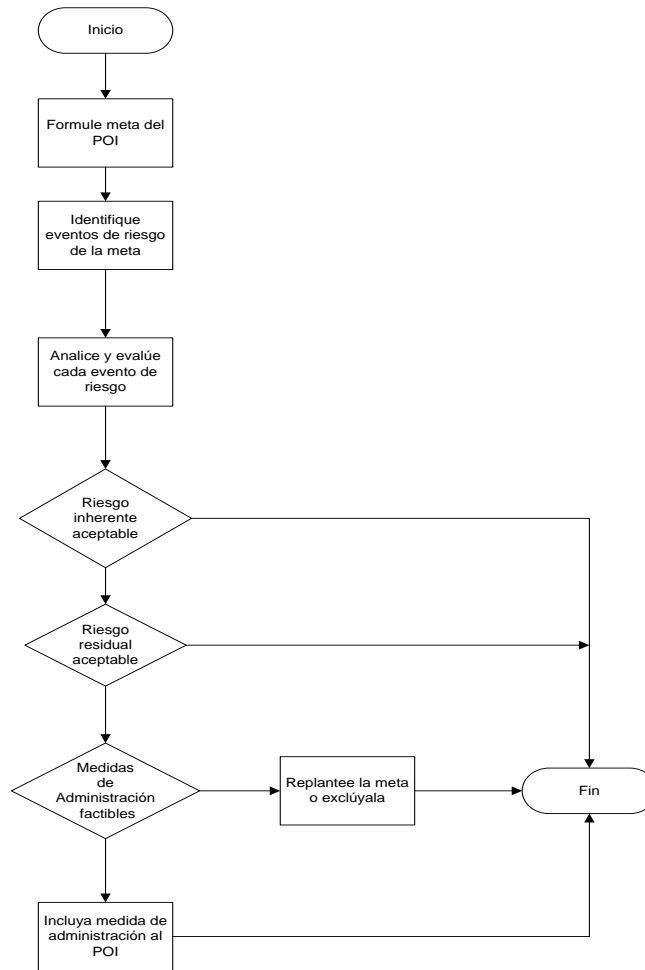 Inicio
Formule meta del
POI
Identifique
eventos de riesgo
de la meta
Analice y evalúe
cada evento de
riesgo
Riesgo
inherente
aceptable
Riesgo
residual
aceptable
Medidas
de
Administración
factibles
Replantee la meta
o exclúyala
Fin
Incluya medida de
administración al
POI